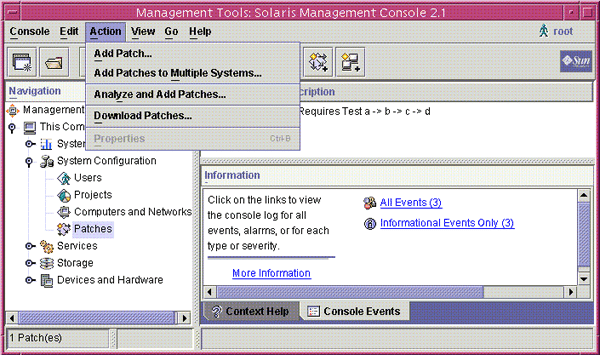 Management Tools: Solaris Management Console 2.1
Console Edit Action View Go Help root
Add Patch...
Add Patches to Multiple Systems...
Analyze and Add Patches...
Download Patches...
Properties Ctrl-D
Sun
Navigation
Management
This Com
System
System Configuration
Users
Projects
Computers and Networks
Patches
Services
Storage
Devices and Hardware
cription
Requires Test a -> b -> c -> d
Information
Click on the links to view
the console log for all
events, alarms, or for each
type or severity.
More Information
All Events (3)
Informational Events Only (3)
Context Help Console Events
1 Patch(es)